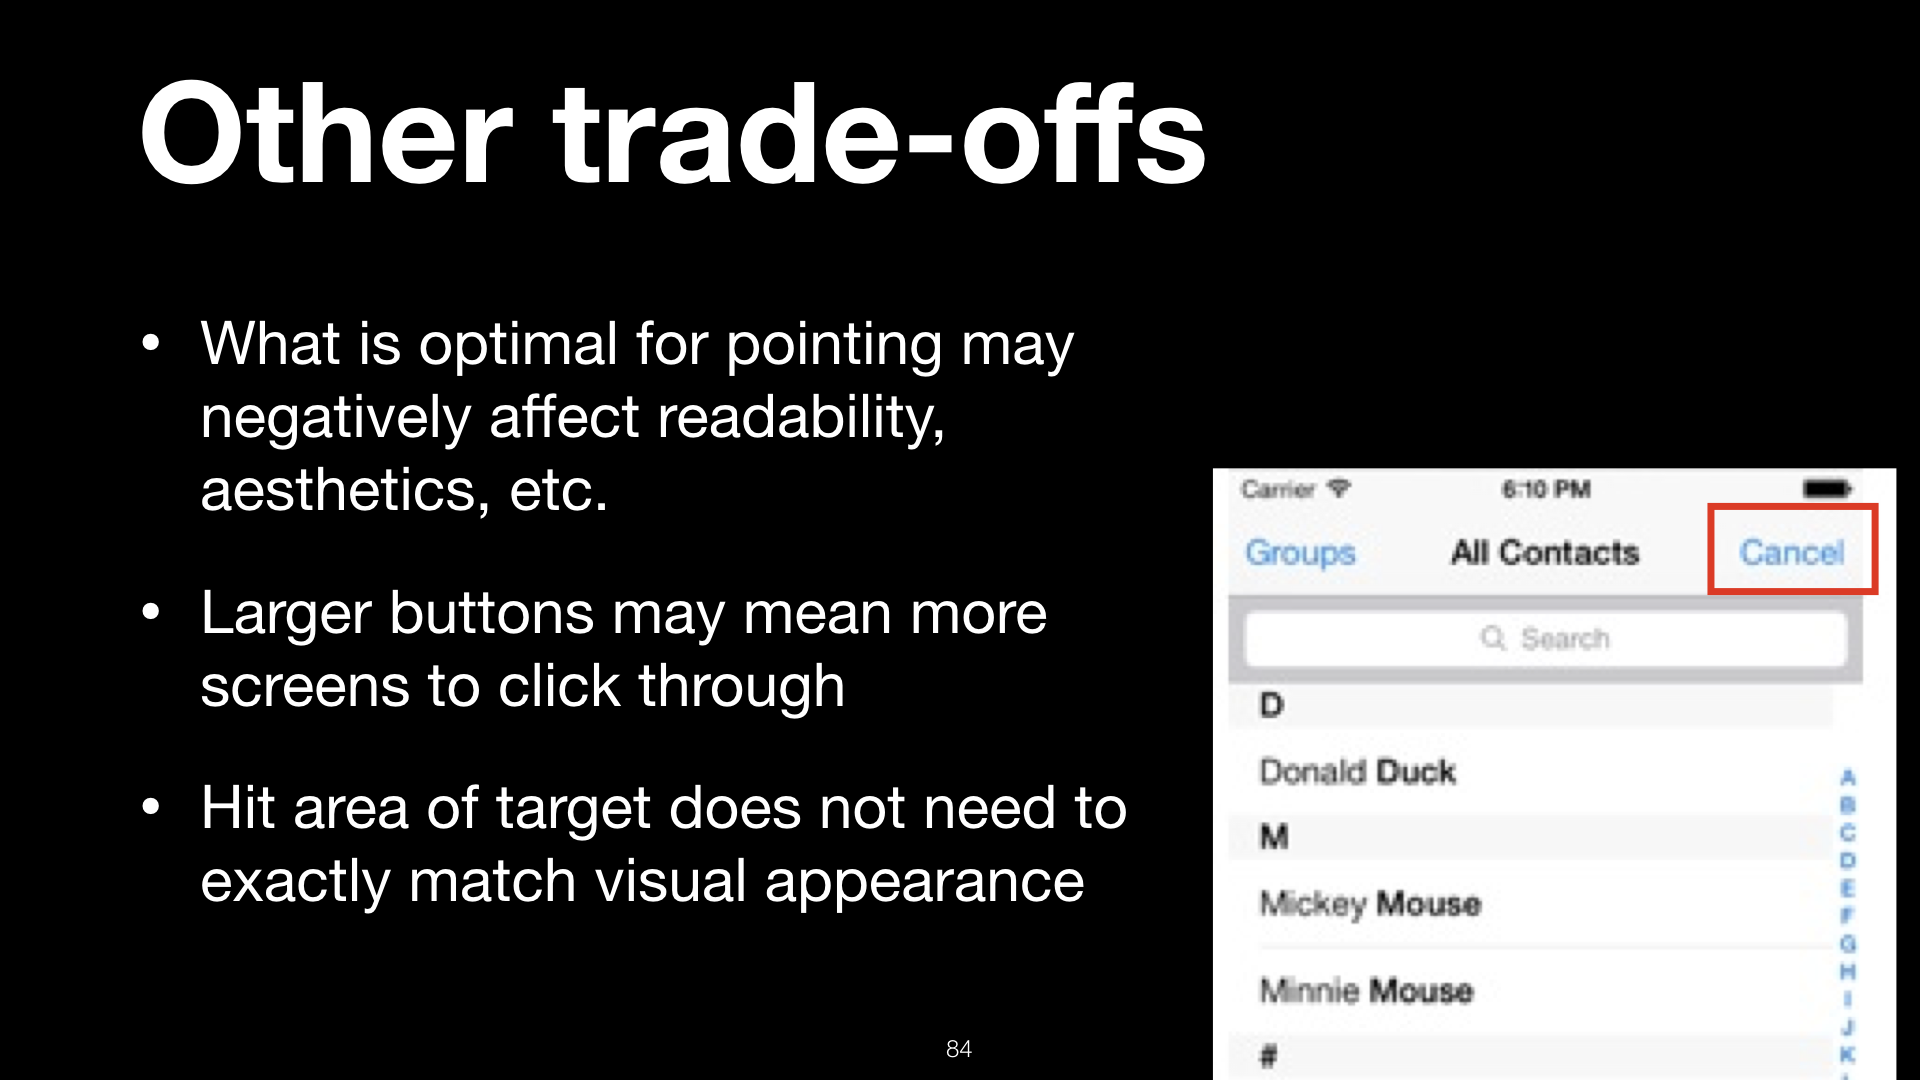 Other trade-offs
• What is optimal for pointing may
negatively affect readability,
aesthetics, etc.
• Larger buttons may mean more
screens to click through
• Hit area of target does not need to
exactly match visual appearance
Carrier 6:10 PM
Groups All Contacts Cancel
Search
D
Donald Duck
M
Mickey Mouse
Minnie Mouse
#
A
B
C
D
E
F
G
H
I
J
K
84